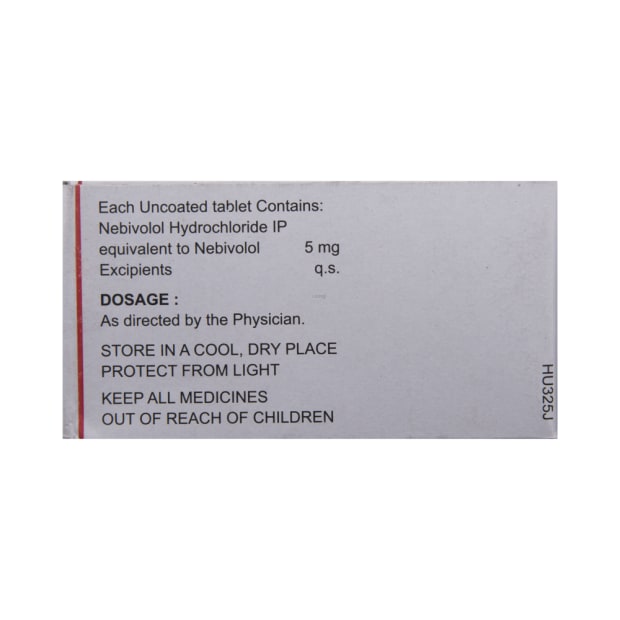 Each Uncoated tablet Contains:
Nebivolol Hydrochloride IP
equivalent to Nebivolol 5 mg
Excipients q.s.
DOSAGE :
As directed by the Physician.
STORE IN A COOL, DRY PLACE
PROTECT FROM LIGHT
KEEP ALL MEDICINES
OUT OF REACH OF CHILDREN
HU325J